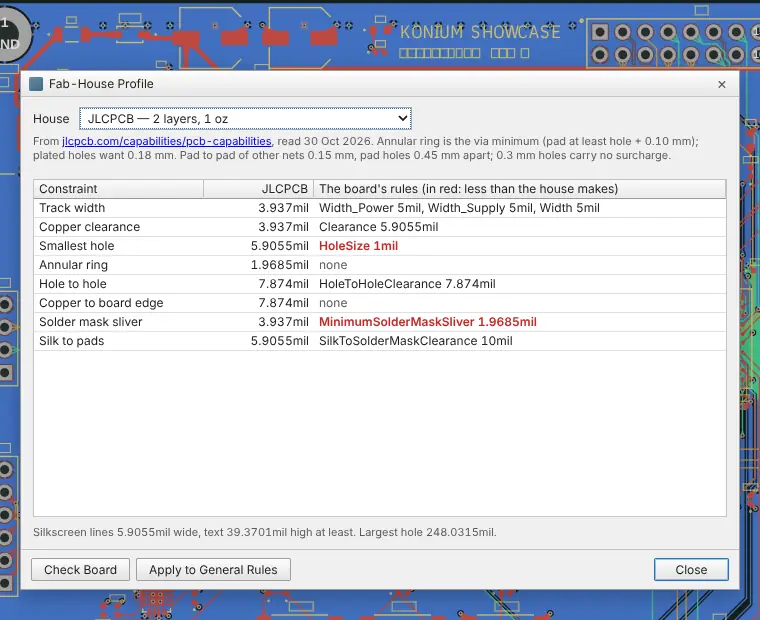 1
ND
KONIUM SHOWCASE
Fab-House Profile
×
House JLCPCB — 2 layers, 1 oz
From jlcpcb.com/capabilities/pcb-capabilities, read 30 Oct 2026. Annular ring is the via minimum (pad at least hole + 0.10 mm);
plated holes want 0.18 mm. Pad to pad of other nets 0.15 mm, pad holes 0.45 mm apart; 0.3 mm holes carry no surcharge.
Constraint JLCPCB The board's rules (in red: less than the house makes)
Track width 3.937mil Width_Power 5mil, Width_Supply 5mil, Width 5mil
Copper clearance 3.937mil Clearance 5.9055mil
Smallest hole 5.9055mil HoleSize 1mil
Annular ring 1.9685mil none
Hole to hole 7.874mil HoleToHoleClearance 7.874mil
Copper to board edge 7.874mil none
Solder mask sliver 3.937mil MinimumSolderMaskSliver 1.9685mil
Silk to pads 5.9055mil SilkToSolderMaskClearance 10mil
Silkscreen lines 5.9055mil wide, text 39.3701mil high at least. Largest hole 248.0315mil.
Check Board Apply to General Rules Close